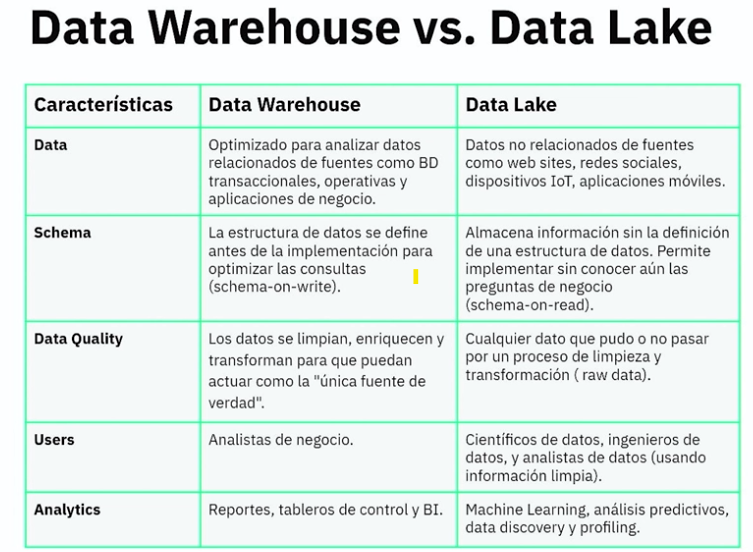 Data Warehouse vs. Data Lake
Características
Data Warehouse
Data Lake
Data
Optimizado para analizar datos
relacionados de fuentes como BD
transaccionales, operativas y
aplicaciones de negocio.
Datos no relacionados de fuentes
como web sites, redes sociales,
dispositivos IoT, aplicaciones móviles.
Schema
La estructura de datos se define
antes de la implementación para
optimizar las consultas
(schema-on-write).
Almacena información sin la definición
de una estructura de datos. Permite
implementar sin conocer aún las
preguntas de negocio
(schema-on-read).
Data Quality
Los datos se limpian, enriquecen y
transforman para que puedan
actuar como la "única fuente de
verdad".
Cualquier dato que pudo o no pasar
por un proceso de limpieza y
transformación ( raw data).
Users
Analistas de negocio.
Científicos de datos, ingenieros de
datos, y analistas de datos (usando
información limpia).
Analytics
Reportes, tableros de control y BI.
Machine Learning, análisis predictivos,
data discovery y profiling.